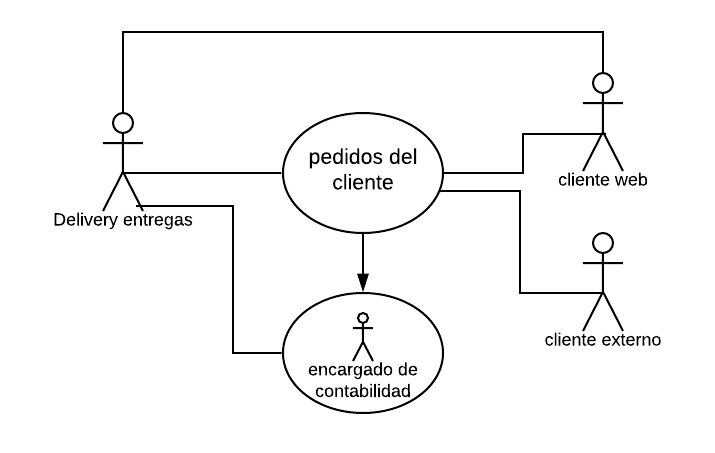 pedidos del
cliente
cliente web
Delivery entregas
cliente externo
encargado de
contabilidad